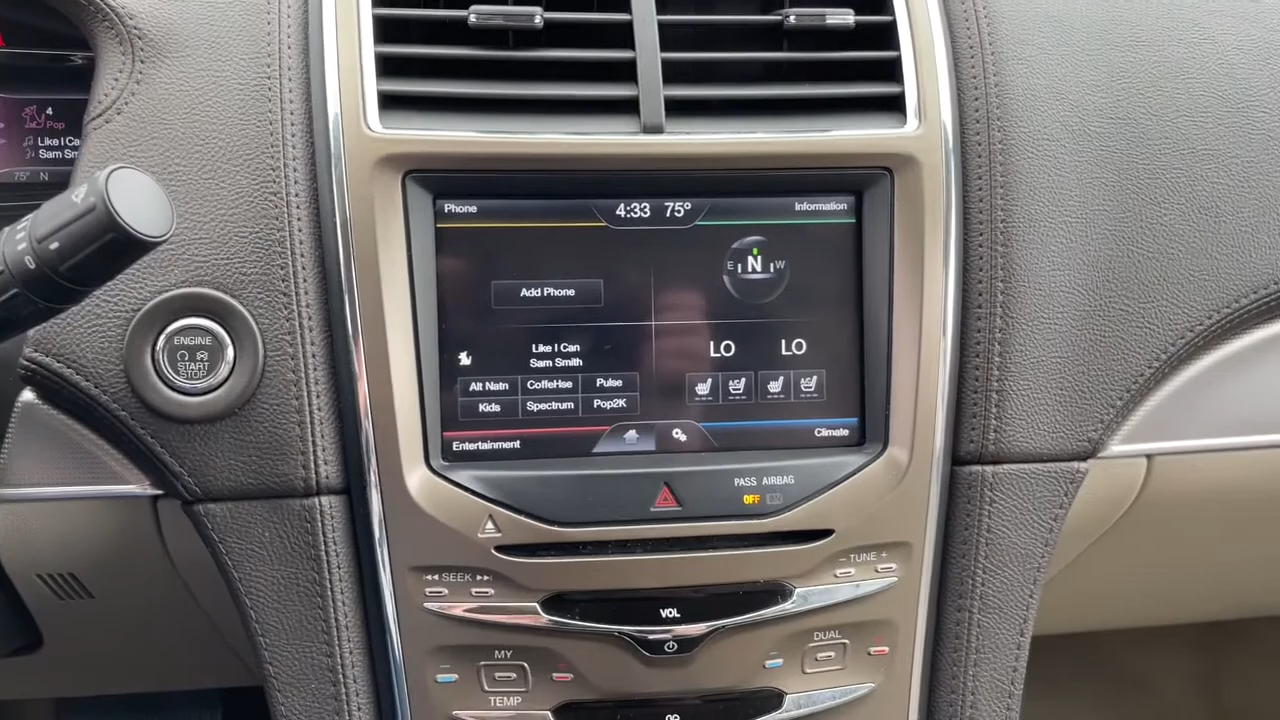 4
Pop
Like I Ca
Sam Sm
75° N
ENGINE
START
STOP
Phone
4:33 75°
Information
E N W
Add Phone
Like I Can
Sam Smith
LO LO
Alt Natn CoffeHse Pulse
Kids Spectrum Pop2K
A/C A/C
Entertainment
Climate
PASS AIRBAG
OFF
SEEK
− TUNE +
VOL
MY
TEMP
DUAL